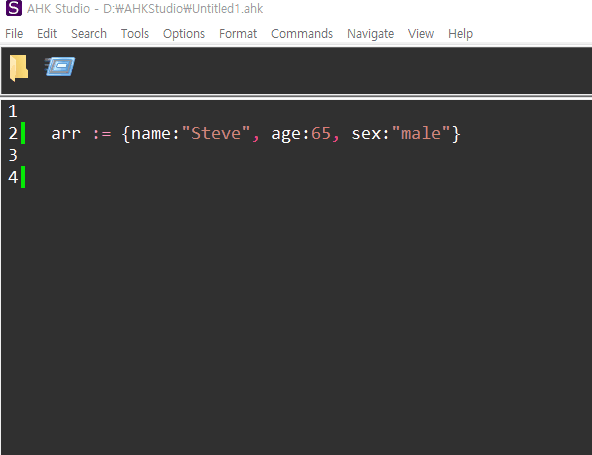 S AHK Studio - D:₩AHKStudio₩Untitled1.ahk
File Edit Search Tools Options Format Commands Navigate View Help
1
2 arr := {name:"Steve", age:65, sex:"male"}
3
4